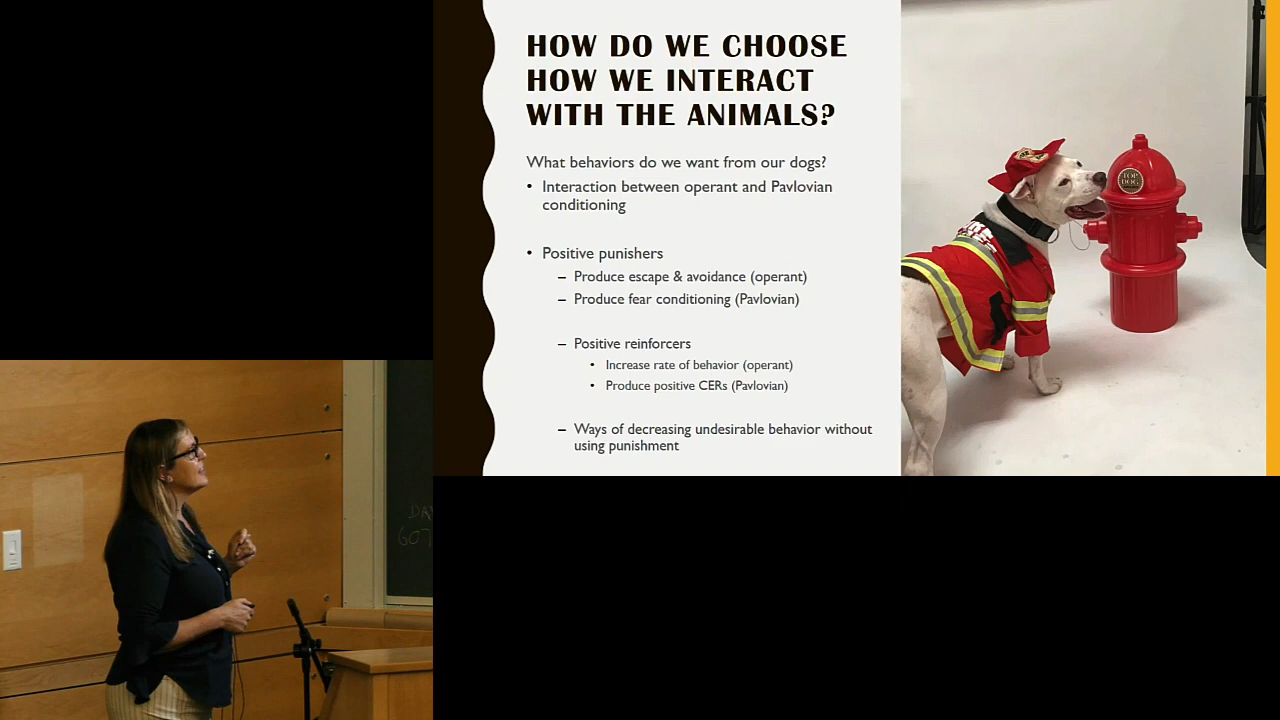 HOW DO WE CHOOSE
HOW WE INTERACT
WITH THE ANIMALS?
What behaviors do we want from our dogs?
• Interaction between operant and Pavlovian
conditioning
• Positive punishers
– Produce escape & avoidance (operant)
– Produce fear conditioning (Pavlovian)
– Positive reinforcers
• Increase rate of behavior (operant)
• Produce positive CERs (Pavlovian)
– Ways of decreasing undesirable behavior without
using punishment
TOP
DOG